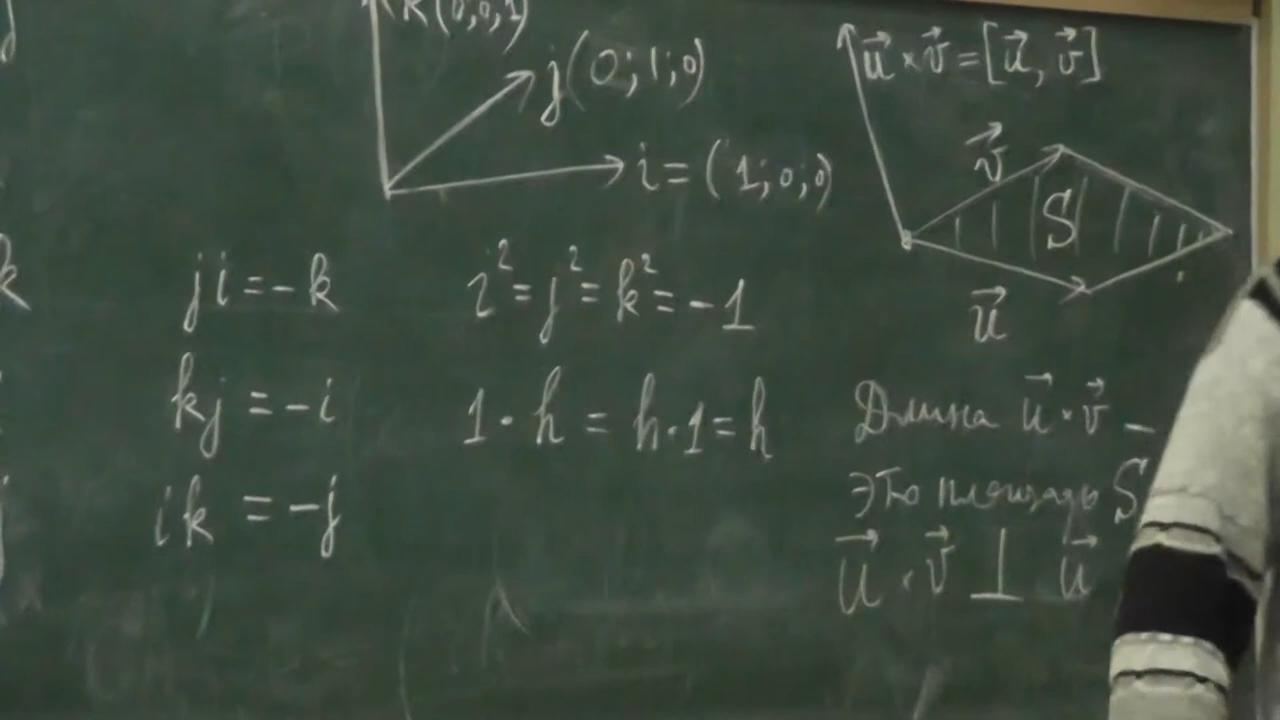 k(0;0;1)
j(0;1;0)
i=(1;0;0)
k
ji=-k
kj=-i
ik=-j
j
i²=j²=k²=-1
1·h=h·1=h
u⃗×v⃗=[u⃗,v⃗]
v⃗
S
u⃗
Длина u⃗×v⃗ –
это площадь S
u⃗×v⃗ ⊥ u⃗